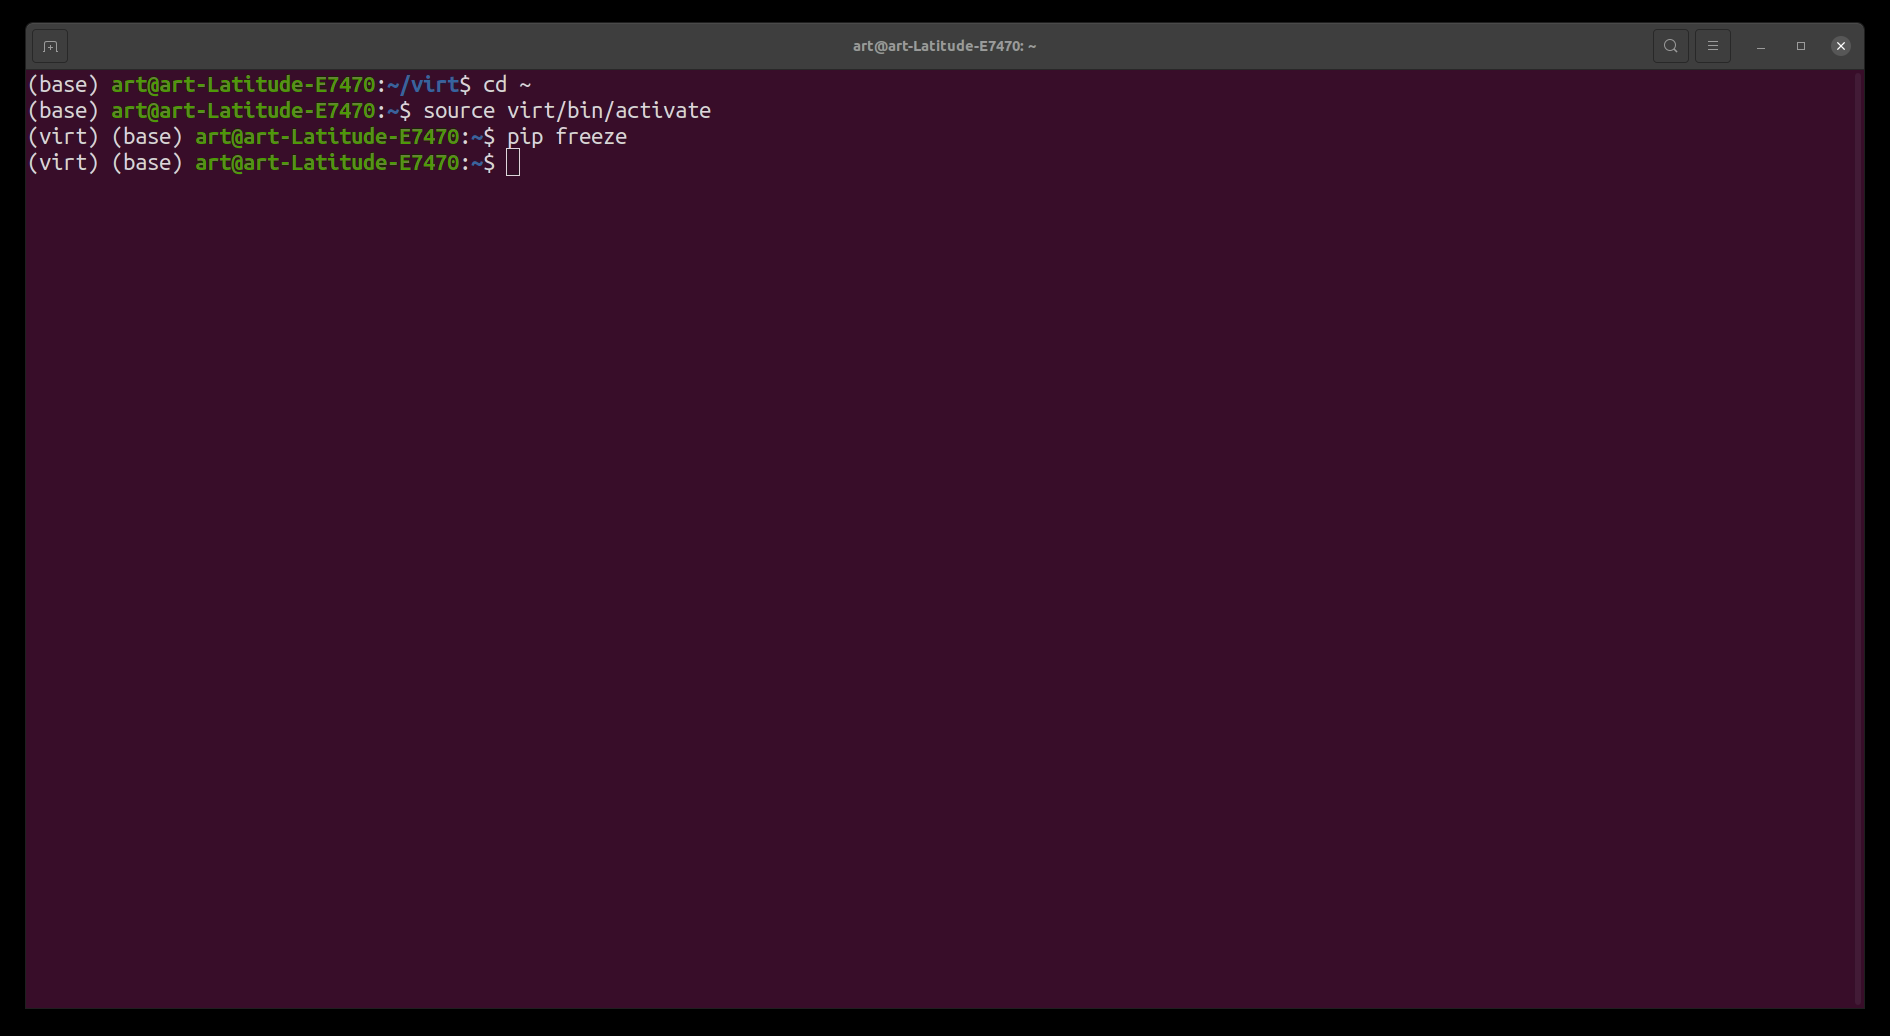 art@art-Latitude-E7470: ~
(base) art@art-Latitude-E7470:~/virt$ cd ~
(base) art@art-Latitude-E7470:~$ source virt/bin/activate
(virt) (base) art@art-Latitude-E7470:~$ pip freeze
(virt) (base) art@art-Latitude-E7470:~$